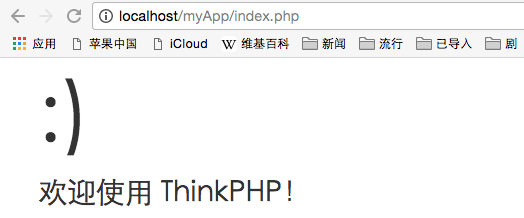 localhost/myApp/index.php
应用 苹果中国 iCloud W 维基百科 新闻 流行 已导入 剧
:)
欢迎使用 ThinkPHP！